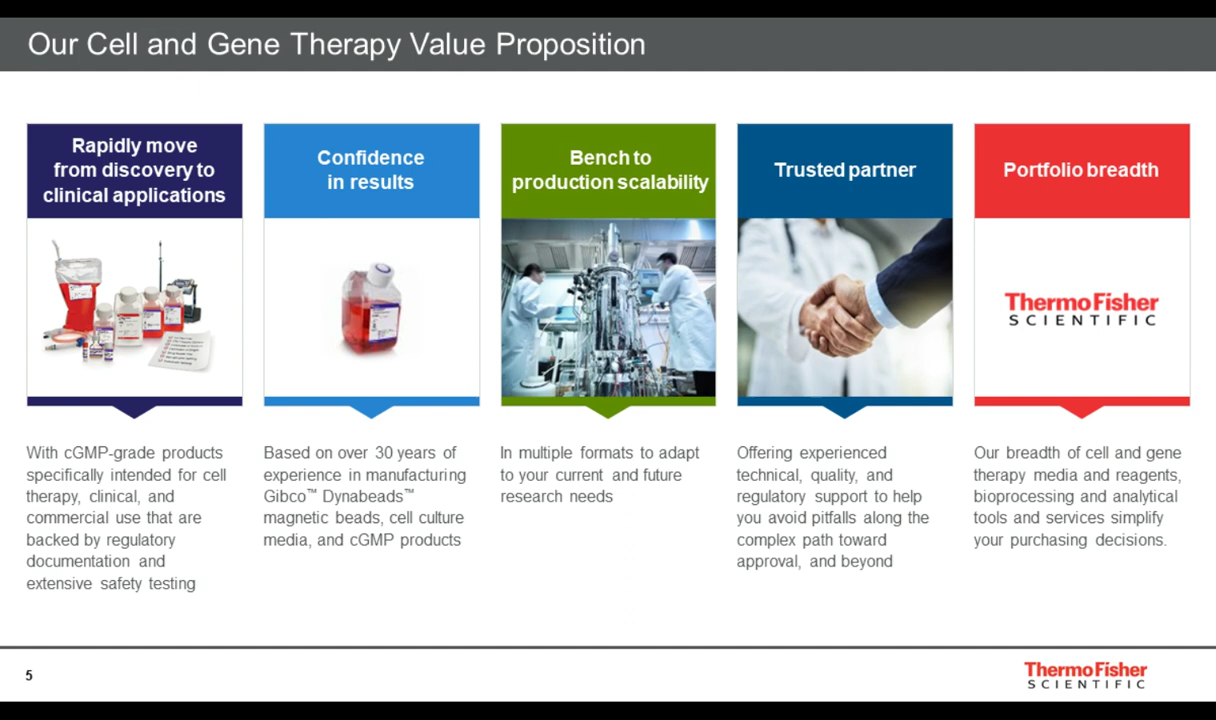 Our Cell and Gene Therapy Value Proposition
Rapidly move
from discovery to
clinical applications
With cGMP-grade products
specifically intended for cell
therapy, clinical, and
commercial use that are
backed by regulatory
documentation and
extensive safety testing
Confidence
in results
Based on over 30 years of
experience in manufacturing
Gibco™ Dynabeads™
magnetic beads, cell culture
media, and cGMP products
Bench to
production scalability
In multiple formats to adapt
to your current and future
research needs
Trusted partner
Offering experienced
technical, quality, and
regulatory support to help
you avoid pitfalls along the
complex path toward
approval, and beyond
Portfolio breadth
ThermoFisher
SCIENTIFIC
Our breadth of cell and gene
therapy media and reagents,
bioprocessing and analytical
tools and services simplify
your purchasing decisions.
5
ThermoFisher
SCIENTIFIC